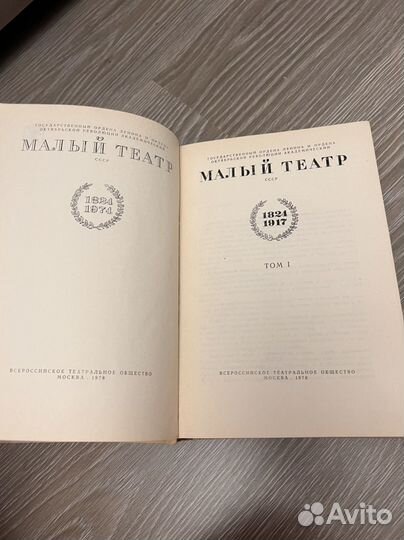 ГОСУДАРСТВЕННЫЙ ОРДЕНА ЛЕНИНА И ОРДЕНА
ОКТЯБРЬСКОЙ РЕВОЛЮЦИИ АКАДЕМИЧЕСКИЙ
МАЛЫЙ ТЕАТР
СССР
1824
1974
ВСЕРОССИЙСКОЕ ТЕАТРАЛЬНОЕ ОБЩЕСТВО
МОСКВА . 1978
ГОСУДАРСТВЕННЫЙ ОРДЕНА ЛЕНИНА И ОРДЕНА
ОКТЯБРЬСКОЙ РЕВОЛЮЦИИ АКАДЕМИЧЕСКИЙ
МАЛЫЙ ТЕАТР
СССР
1824
1917
ТОМ I
ВСЕРОССИЙСКОЕ ТЕАТРАЛЬНОЕ ОБЩЕСТВО
МОСКВА . 1978
Avito